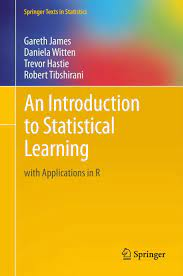 Springer Texts in Statistics
Gareth James
Daniela Witten
Trevor Hastie
Robert Tibshirani
An Introduction
to Statistical
Learning
with Applications in R
Springer